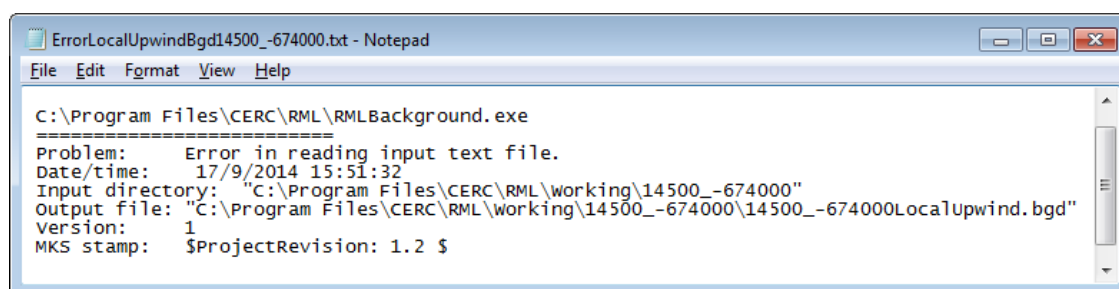 ErrorLocalUpwindBgd14500_-674000.txt - Notepad
File Edit Format View Help
C:\Program Files\CERC\RML\RMLBackground.exe
===========================
Problem: Error in reading input text file.
Date/time: 17/9/2014 15:51:32
Input directory: "C:\Program Files\CERC\RML\Working\14500_-674000"
Output file: "C:\Program Files\CERC\RML\Working\14500_-674000\14500_-674000LocalUpwind.bgd"
Version: 1
MKS stamp: $ProjectRevision: 1.2 $